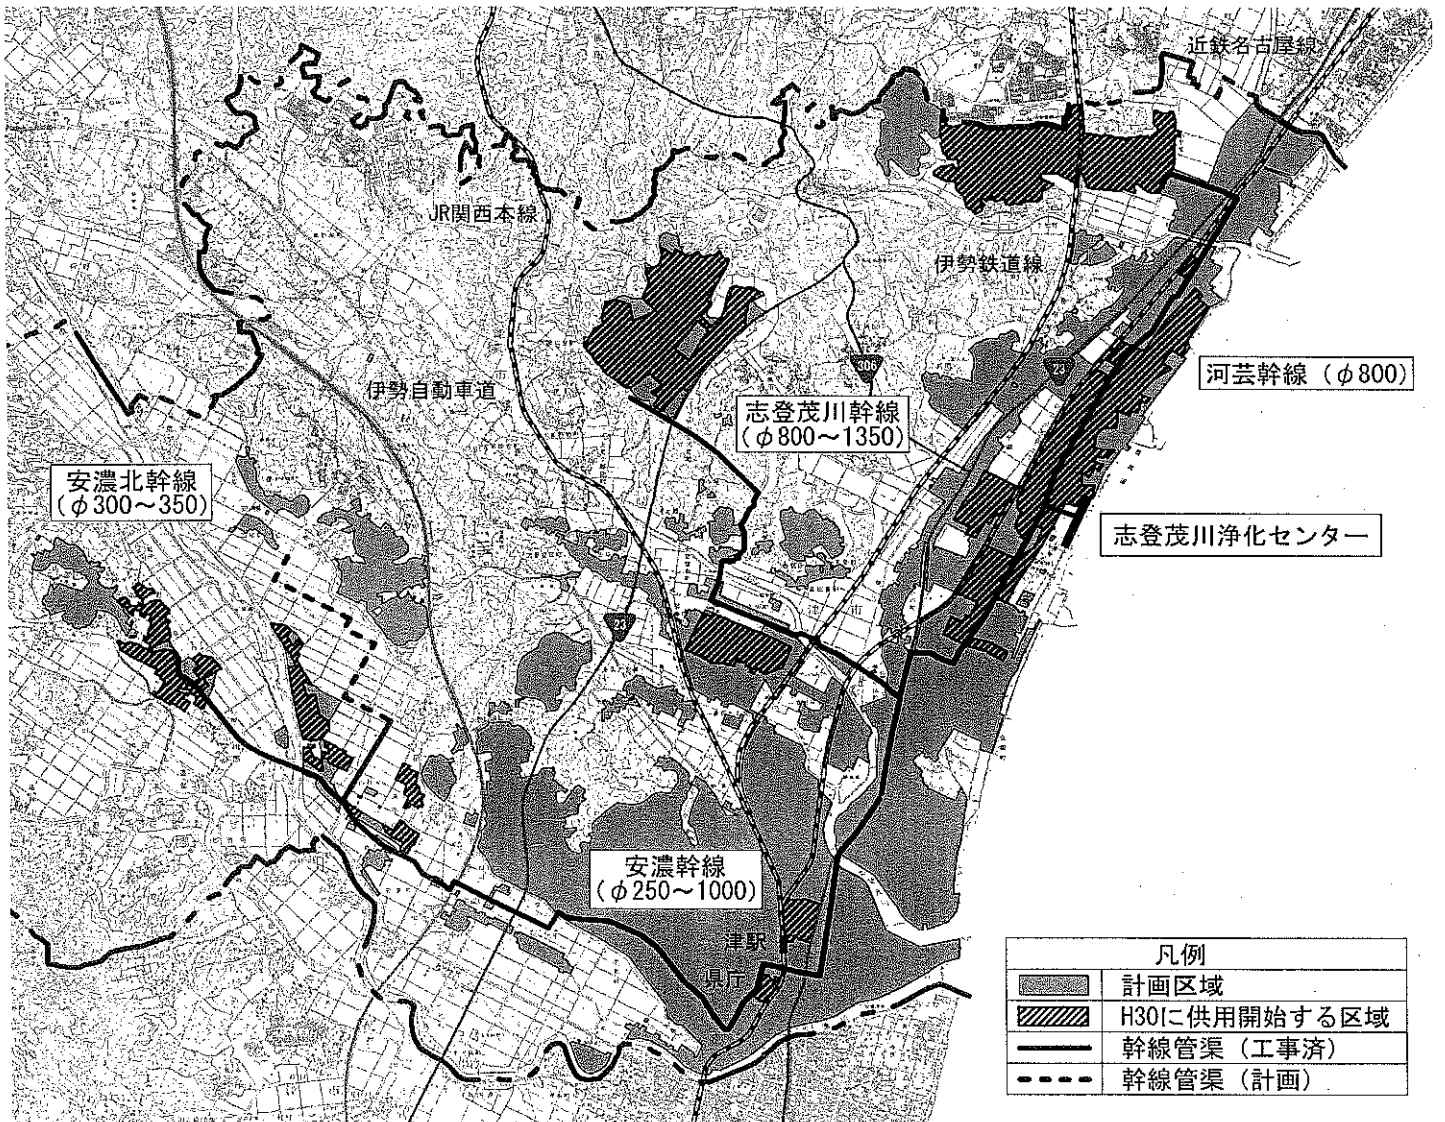 近鉄名古屋線
JR関西本線
伊勢鉄道線
306
23
河芸幹線（φ800）
伊勢自動車道
志登茂川幹線
（φ800～1350）
安濃北幹線
（φ300～350）
志登茂川浄化センター
23
津市
安濃幹線
（φ250～1000）
津駅
県庁
凡例
計画区域
H30に供用開始する区域
幹線管渠（工事済）
幹線管渠（計画）